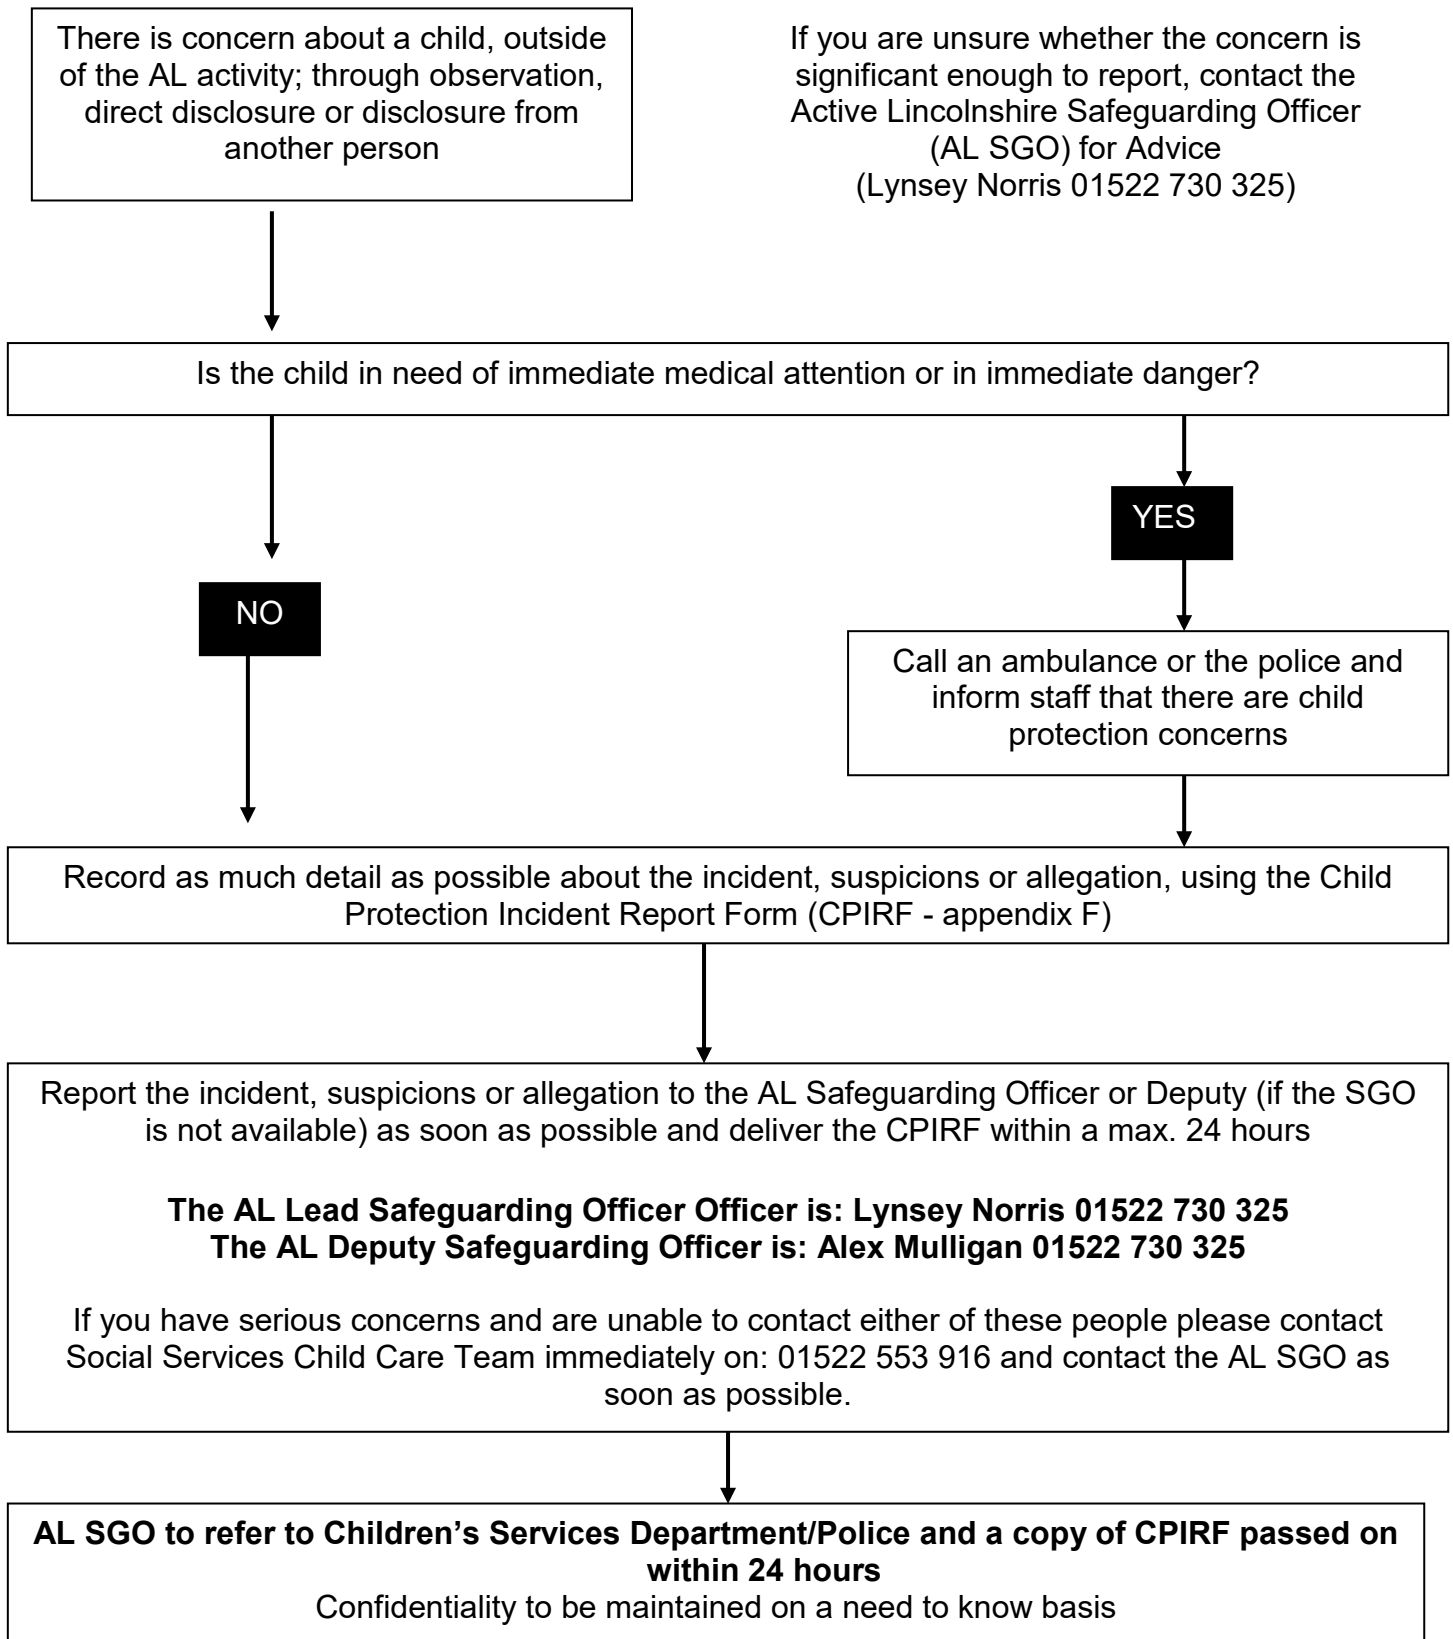 There is concern about a child, outside
of the AL activity; through observation,
direct disclosure or disclosure from
another person
If you are unsure whether the concern is
significant enough to report, contact the
Active Lincolnshire Safeguarding Officer
(AL SGO) for Advice
(Lynsey Norris 01522 730 325)
Is the child in need of immediate medical attention or in immediate danger?
YES
NO
Call an ambulance or the police and
inform staff that there are child
protection concerns
Record as much detail as possible about the incident, suspicions or allegation, using the Child
Protection Incident Report Form (CPIRF - appendix F)
Report the incident, suspicions or allegation to the AL Safeguarding Officer or Deputy (if the SGO
is not available) as soon as possible and deliver the CPIRF within a max. 24 hours
The AL Lead Safeguarding Officer Officer is: Lynsey Norris 01522 730 325
The AL Deputy Safeguarding Officer is: Alex Mulligan 01522 730 325
If you have serious concerns and are unable to contact either of these people please contact
Social Services Child Care Team immediately on: 01522 553 916 and contact the AL SGO as
soon as possible.
AL SGO to refer to Children’s Services Department/Police and a copy of CPIRF passed on
within 24 hours
Confidentiality to be maintained on a need to know basis